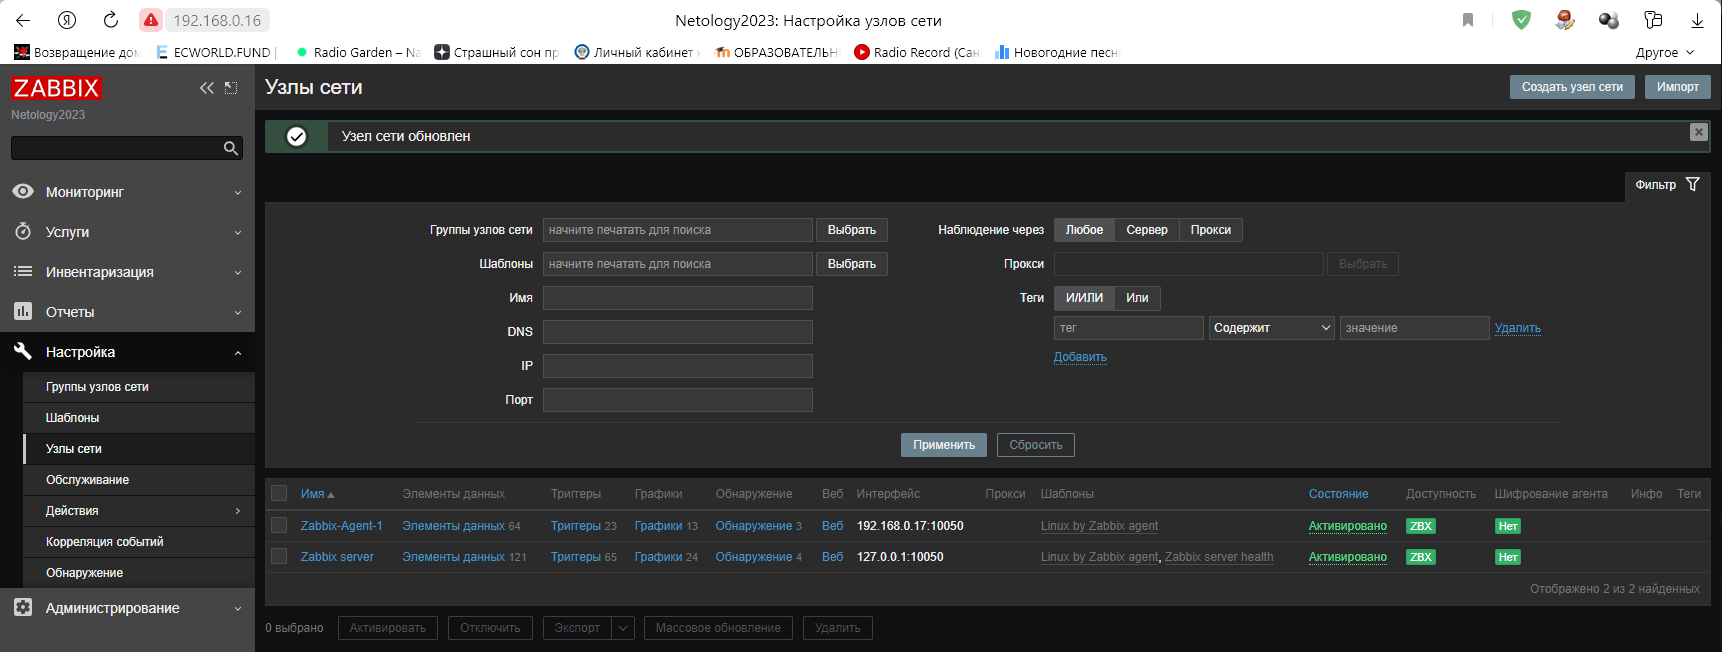 192.168.0.16
Netology2023: Настройка узлов сети
Возвращение дом
ECWORLD.FUND |
Radio Garden – Na
Страшный сон пр
Личный кабинет
ОБРАЗОВАТЕЛЬН
Radio Record (Сан
Новогодние песн
Другое
ZABBIX
Netology2023
Узлы сети
Создать узел сети
Импорт
Узел сети обновлен
Мониторинг
Услуги
Инвентаризация
Отчеты
Настройка
Группы узлов сети
Шаблоны
Узлы сети
Обслуживание
Действия
Корреляция событий
Обнаружение
Администрирование
Фильтр
Группы узлов сети начните печатать для поиска Выбрать
Шаблоны начните печатать для поиска Выбрать
Имя
DNS
IP
Порт
Наблюдение через Любое Сервер Прокси
Прокси Выбрать
Теги И/ИЛИ Или
тег Содержит значение Удалить
Добавить
Применить Сбросить
Имя Элементы данных Триггеры Графики Обнаружение Веб Интерфейс Прокси Шаблоны Состояние Доступность Шифрование агента Инфо Теги
Zabbix-Agent-1 Элементы данных 64 Триггеры 23 Графики 13 Обнаружение 3 Веб 192.168.0.17:10050 Linux by Zabbix agent Активировано ZBX Нет
Zabbix server Элементы данных 121 Триггеры 65 Графики 24 Обнаружение 4 Веб 127.0.0.1:10050 Linux by Zabbix agent, Zabbix server health Активировано ZBX Нет
Отображено 2 из 2 найденных
0 выбрано Активировать Отключить Экспорт Массовое обновление Удалить